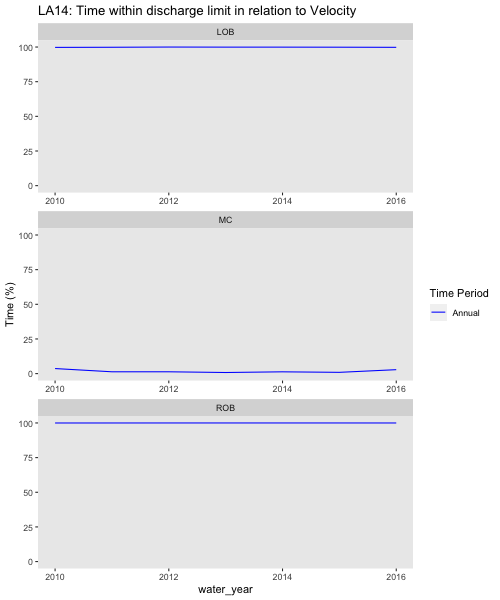 LA14: Time within discharge limit in relation to Velocity
LOB
100
75
50
25
0
2010 2012 2014 2016
MC
100
75
50
25
0
2010 2012 2014 2016
ROB
100
75
50
25
0
2010 2012 2014 2016
water_year
Time (%)
Time Period
Annual